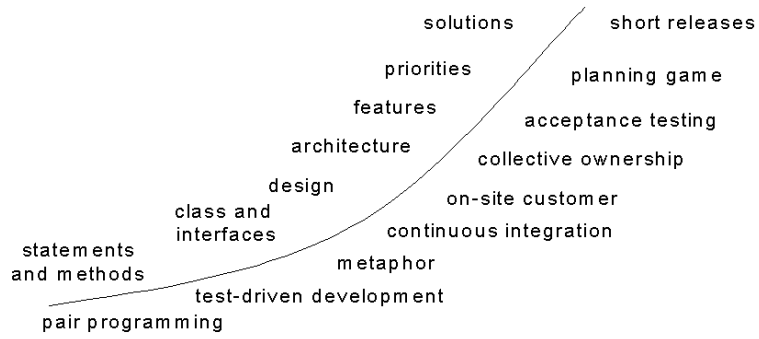 solutions
short releases
priorities
planning game
features
acceptance testing
architecture
collective ownership
design
on-site customer
class and
interfaces
continuous integration
statements
and methods
metaphor
test-driven development
pair programming